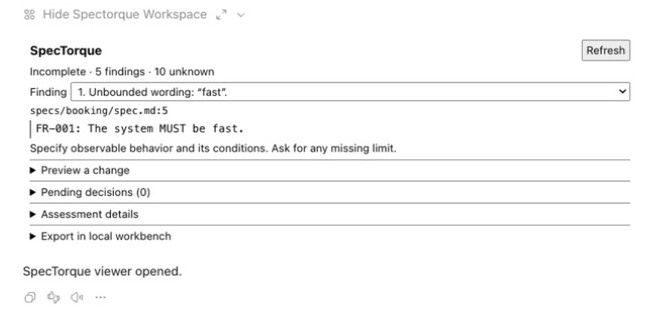 Hide Spectorque Workspace
SpecTorque
Refresh
Incomplete · 5 findings · 10 unknown
Finding 1. Unbounded wording: “fast”.
specs/booking/spec.md:5
FR-001: The system MUST be fast.
Specify observable behavior and its conditions. Ask for any missing limit.
Preview a change
Pending decisions (0)
Assessment details
Export in local workbench
SpecTorque viewer opened.